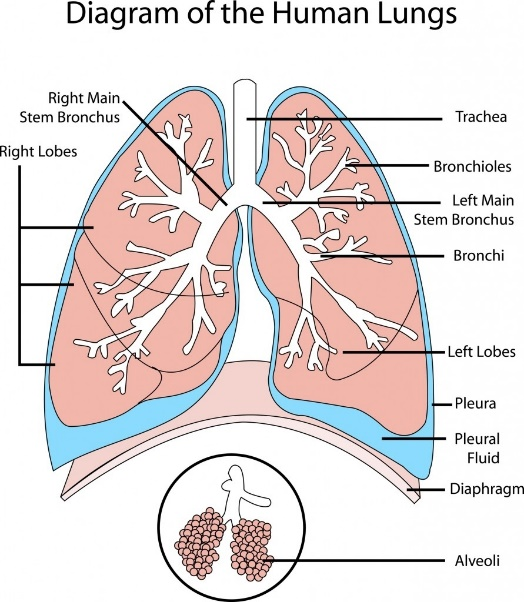 Diagram of the Human Lungs
Right Main
Stem Bronchus
Right Lobes
Trachea
Bronchioles
Left Main
Stem Bronchus
Bronchi
Left Lobes
Pleura
Pleural
Fluid
Diaphragm
Alveoli